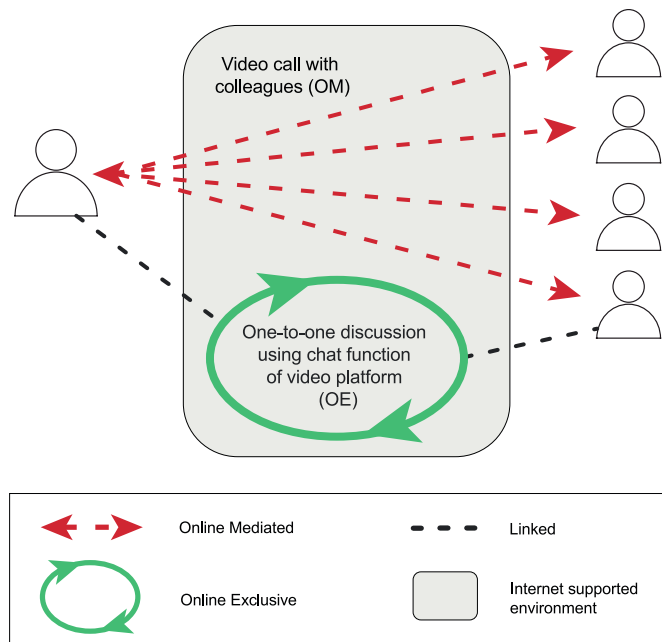 Video call with
colleagues (OM)
One-to-one discussion
using chat function
of video platform
(OE)
Online Mediated
Linked
Online Exclusive
Internet supported
environment